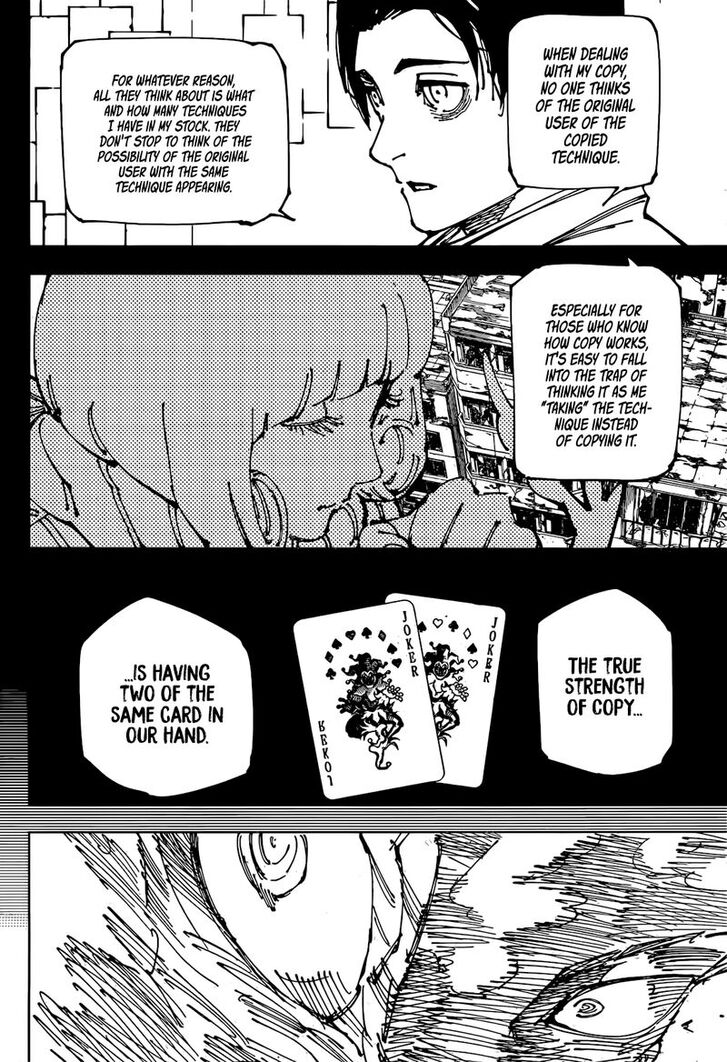 WHEN DEALING
WITH MY COPY,
NO ONE THINKS
OF THE ORIGINAL
USER OF THE
COPIED
TECHNIQUE.
FOR WHATEVER REASON,
ALL THEY THINK ABOUT IS WHAT
AND HOW MANY TECHNIQUES
I HAVE IN MY STOCK. THEY
DON'T STOP TO THINK OF THE
POSSIBILITY OF THE ORIGINAL
USER WITH THE SAME
TECHNIQUE APPEARING.
ESPECIALLY FOR
THOSE WHO KNOW
HOW COPY WORKS,
IT'S EASY TO FALL
INTO THE TRAP OF
THINKING IT AS ME
"TAKING" THE TECH-
NIQUE INSTEAD
OF COPYING IT.
THE TRUE
STRENGTH
OF COPY...
JOKER
JOKER
JOKER
...IS HAVING
TWO OF THE
SAME CARD IN
OUR HAND.